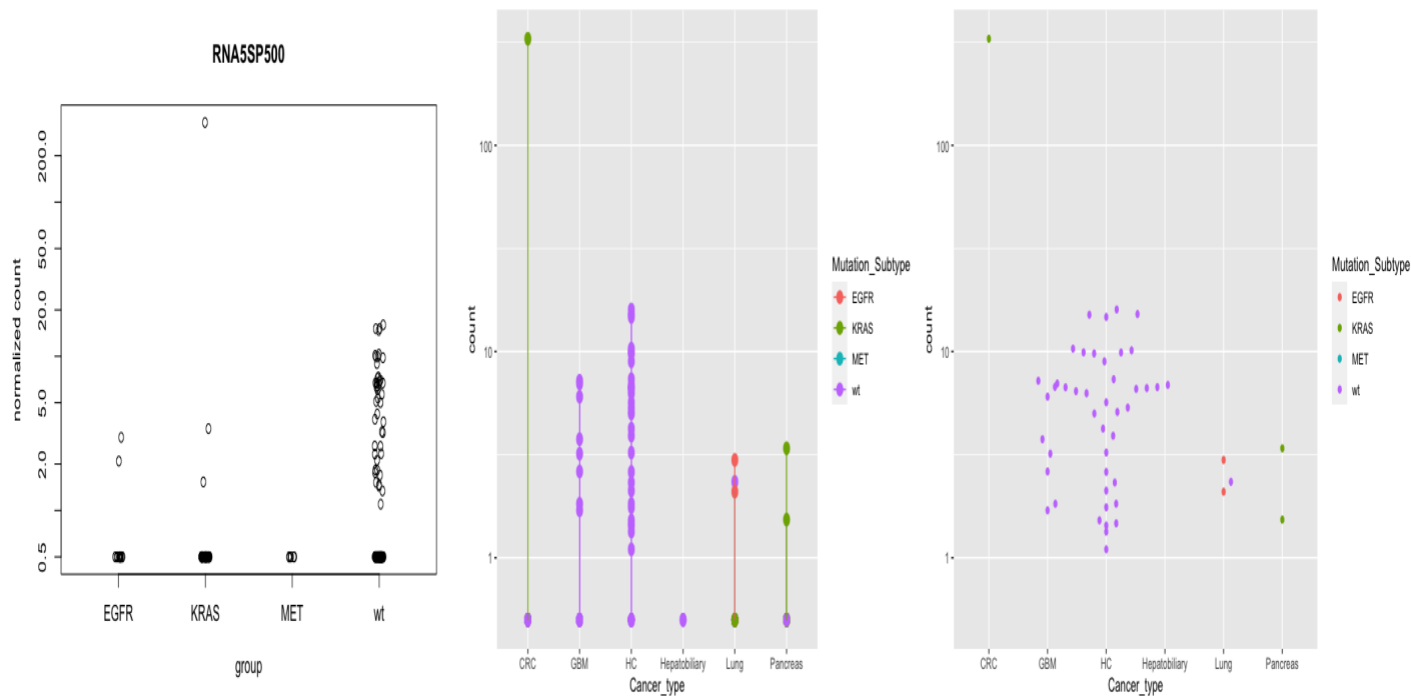 RNA5SP500
normalized count
200.0
50.0
20.0
5.0
2.0
0.5
EGFR KRAS MET wt
group
count
100
10
1
CRC GBM HC Hepatobiliary Lung Pancreas
Cancer_type
Mutation_Subtype
EGFR
KRAS
MET
wt
count
100
10
1
CRC GBM HC Hepatobiliary Lung Pancreas
Cancer_type
Mutation_Subtype
EGFR
KRAS
MET
wt